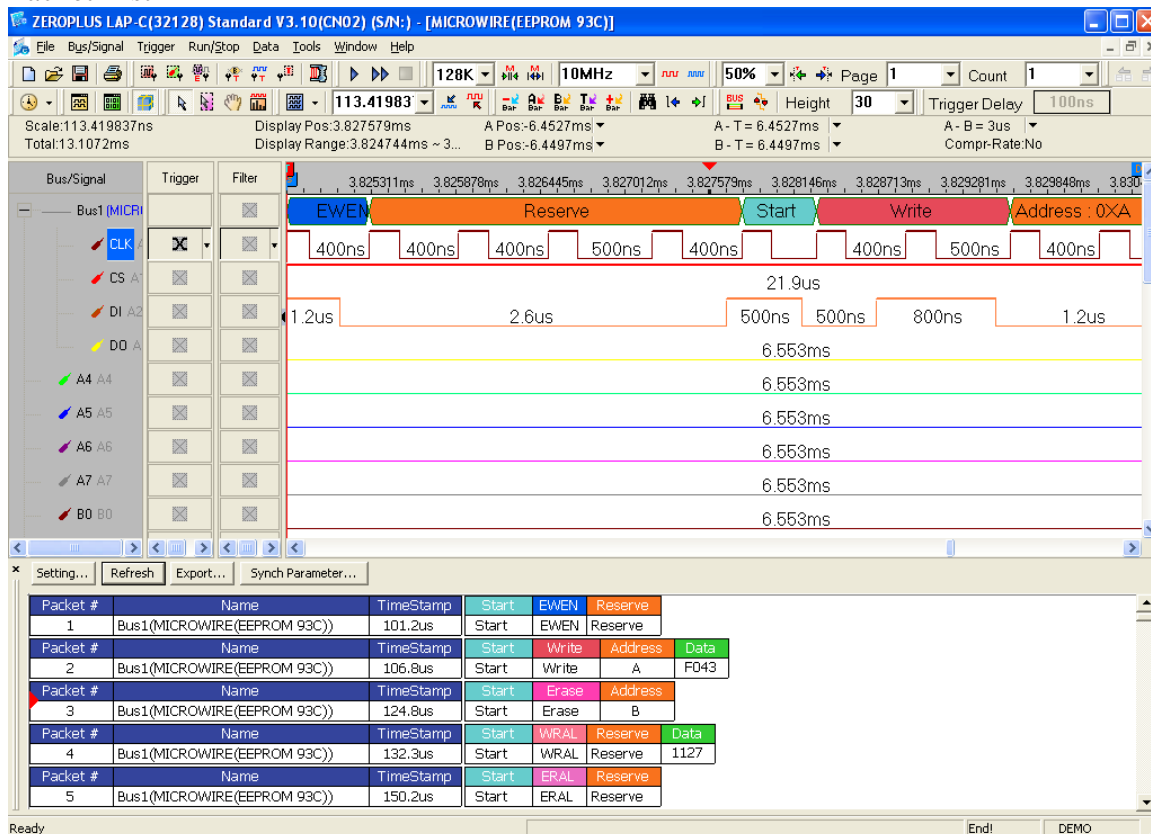 ZEROPLUS LAP-C(32128) Standard V3.10(CN02) (S/N:) - [MICROWIRE(EEPROM 93C)]
File Bus/Signal Trigger Run/Stop Data Tools Window Help
128K 10MHz 50% Page 1 Count 1
113.41983 Bar Bar Bar Bar Bar BUS Height 30 Trigger Delay 100ns
Scale:113.419837ns Display Pos:3.827579ms A Pos:-6.4527ms A - T = 6.4527ms A - B = 3us
Total:13.1072ms Display Range:3.824744ms ~ 3... B Pos:-6.4497ms B - T = 6.4497ms Compr-Rate:No
Bus/Signal Trigger Filter 3.825311ms 3.825878ms 3.826445ms 3.827012ms 3.827579ms 3.828146ms 3.828713ms 3.829281ms 3.829848ms 3.830
Bus1 (MICRO EWEN Reserve Start Write Address : 0XA
CLK 400ns 400ns 400ns 500ns 400ns 400ns 500ns 400ns
CS A1 21.9us
DI A2 1.2us 2.6us 500ns 500ns 800ns 1.2us
DO A 6.553ms
A4 A4 6.553ms
A5 A5 6.553ms
A6 A6 6.553ms
A7 A7 6.553ms
B0 B0 6.553ms
Setting... Refresh Export... Synch Parameter...
Packet # Name TimeStamp Start EWEN Reserve
1 Bus1(MICROWIRE(EEPROM 93C)) 101.2us Start EWEN Reserve
Packet # Name TimeStamp Start Write Address Data
2 Bus1(MICROWIRE(EEPROM 93C)) 106.8us Start Write A F043
Packet # Name TimeStamp Start Erase Address
3 Bus1(MICROWIRE(EEPROM 93C)) 124.8us Start Erase B
Packet # Name TimeStamp Start WRAL Reserve Data
4 Bus1(MICROWIRE(EEPROM 93C)) 132.3us Start WRAL Reserve 1127
Packet # Name TimeStamp Start ERAL Reserve
5 Bus1(MICROWIRE(EEPROM 93C)) 150.2us Start ERAL Reserve
Ready End! DEMO